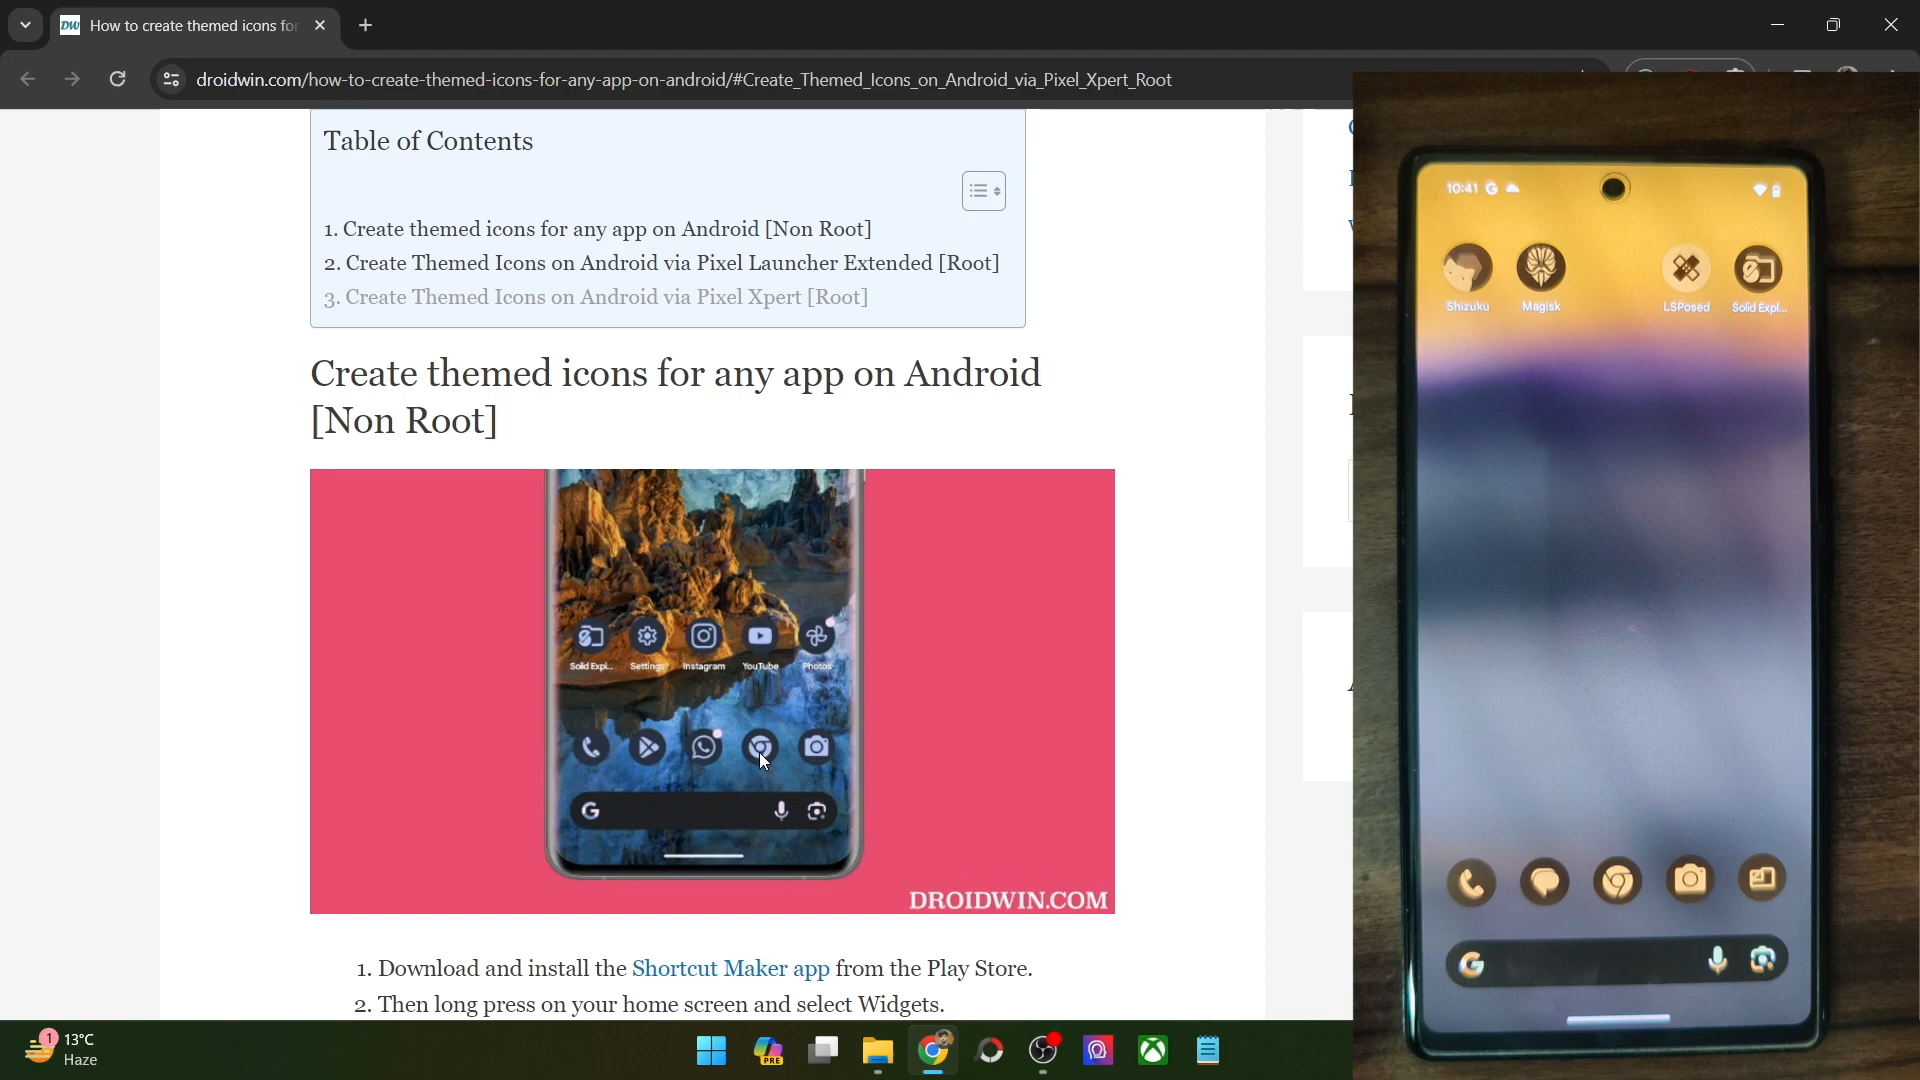 DW How to create themed icons for
droidwin.com/how-to-create-themed-icons-for-any-app-on-android/#Create_Themed_Icons_on_Android_via_Pixel_Xpert_Root
Table of Contents
1. Create themed icons for any app on Android [Non Root]
2. Create Themed Icons on Android via Pixel Launcher Extended [Root]
3. Create Themed Icons on Android via Pixel Xpert [Root]
Create themed icons for any app on Android
[Non Root]
Solid Expl... Settings Instagram YouTube Photos
G
DROIDWIN.COM
1. Download and install the Shortcut Maker app from the Play Store.
2. Then long press on your home screen and select Widgets.
10:41 G
Shizuku Magisk LSPosed Solid Expl...
G
1 13°C
Haze
PRE